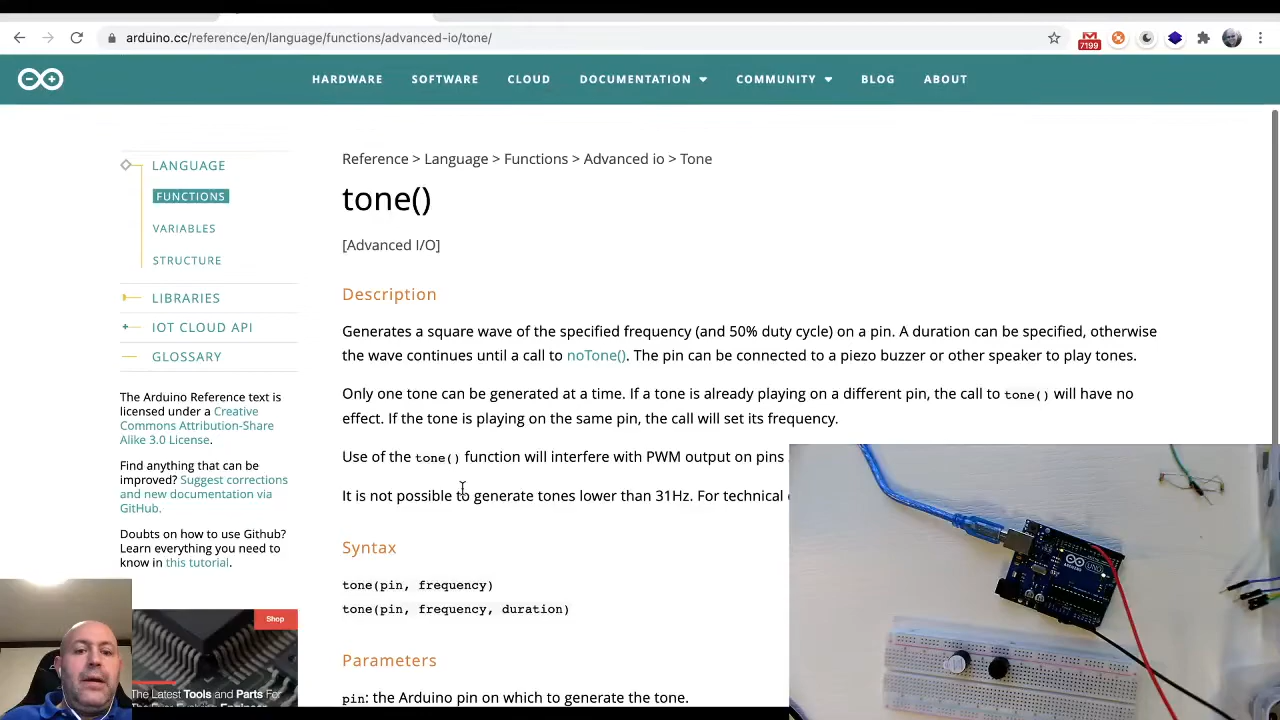 arduino.cc/reference/en/language/functions/advanced-io/tone/
7199
HARDWARE SOFTWARE CLOUD DOCUMENTATION COMMUNITY BLOG ABOUT
LANGUAGE
FUNCTIONS
VARIABLES
STRUCTURE
LIBRARIES
IOT CLOUD API
GLOSSARY
The Arduino Reference text is
licensed under a Creative
Commons Attribution-Share
Alike 3.0 License.
Find anything that can be
improved? Suggest corrections
and new documentation via
GitHub.
Doubts on how to use Github?
Learn everything you need to
know in this tutorial.
Shop
The Latest Tools and Parts For
Reference > Language > Functions > Advanced io > Tone
tone()
[Advanced I/O]
Description
Generates a square wave of the specified frequency (and 50% duty cycle) on a pin. A duration can be specified, otherwise
the wave continues until a call to noTone(). The pin can be connected to a piezo buzzer or other speaker to play tones.
Only one tone can be generated at a time. If a tone is already playing on a different pin, the call to tone() will have no
effect. If the tone is playing on the same pin, the call will set its frequency.
Use of the tone() function will interfere with PWM output on pins
It is not possible to generate tones lower than 31Hz. For technical
Syntax
tone(pin, frequency)
tone(pin, frequency, duration)
Parameters
pin: the Arduino pin on which to generate the tone.
UNO